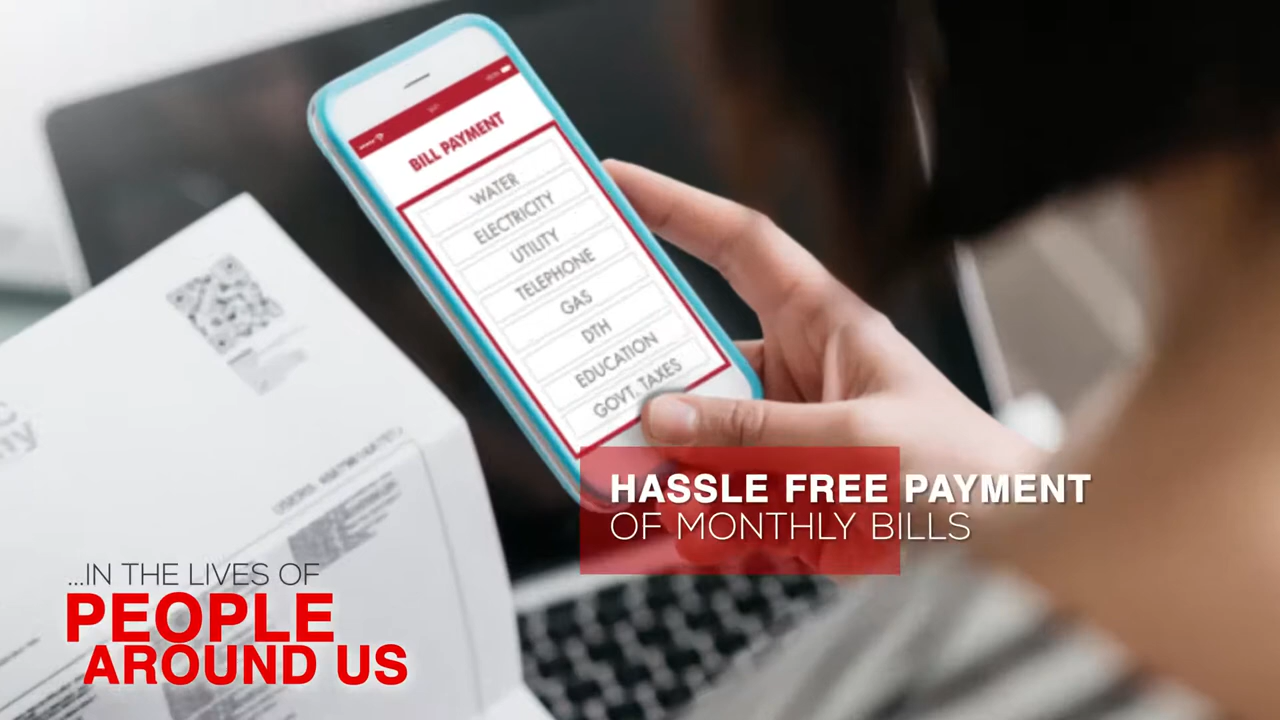 BILL PAYMENT
WATER
ELECTRICITY
UTILITY
TELEPHONE
GAS
DTH
EDUCATION
GOVT. TAXES
HASSLE FREE PAYMENT
OF MONTHLY BILLS
...IN THE LIVES OF
PEOPLE
AROUND US